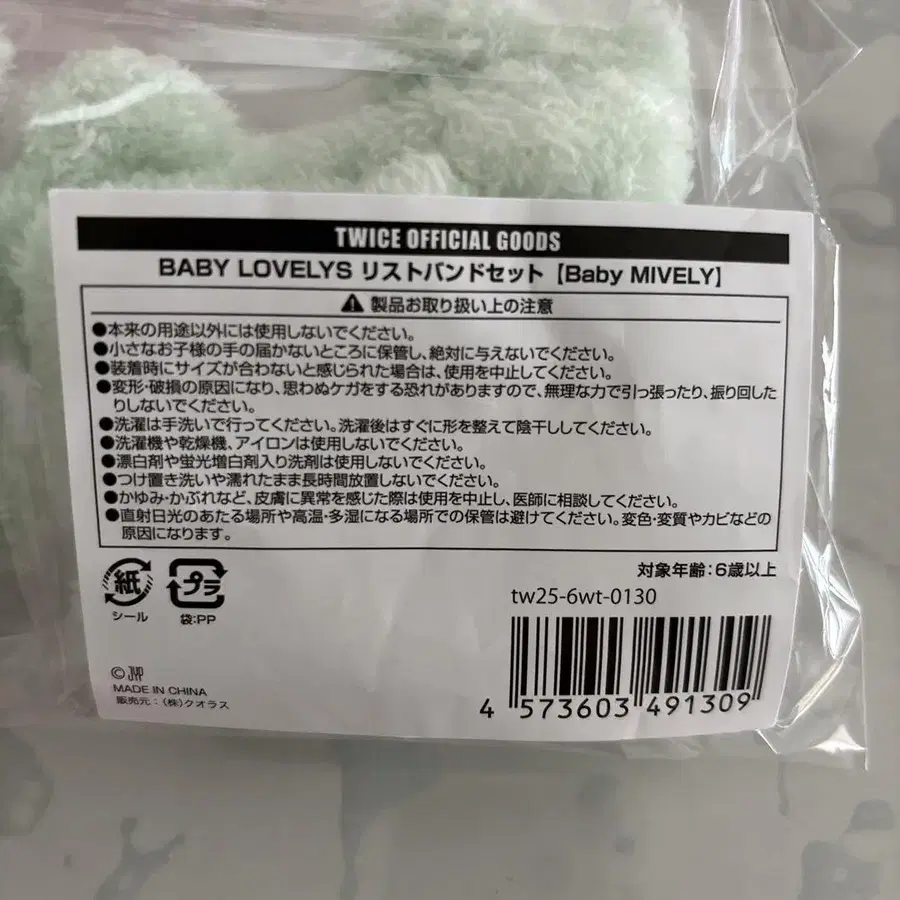 TWICE OFFICIAL GOODS
BABY LOVELYS リストバンドセット【Baby MIVELY】
製品お取り扱い上の注意
●本来の用途以外には使用しないでください。
●小さなお子様の手の届かないところに保管し、絶対に与えないでください。
●装着時にサイズが合わないと感じられた場合は、使用を中止してください。
●変形・破損の原因になり、思わぬケガをする恐れがありますので、無理な力で引っ張ったり、振り回した
りしないでください。
●洗濯は手洗いで行ってください。洗濯後はすぐに形を整えて陰干ししてください。
●洗濯機や乾燥機、アイロンは使用しないでください。
●漂白剤や蛍光増白剤入り洗剤は使用しないでください。
●つけ置き洗いや濡れたまま長時間放置しないでください。
●かゆみ・かぶれなど、皮膚に異常を感じた際は使用を中止し、医師に相談してください。
●直射日光のあたる場所や高温・多湿になる場所での保管は避けてください。変色・変質やカビなどの
原因になります。
対象年齢：6歳以上
紙
シール
プラ
袋：PP
tw25-6wt-0130
© JYP
MADE IN CHINA
販売元：(株)クオラス
4 573603 491309